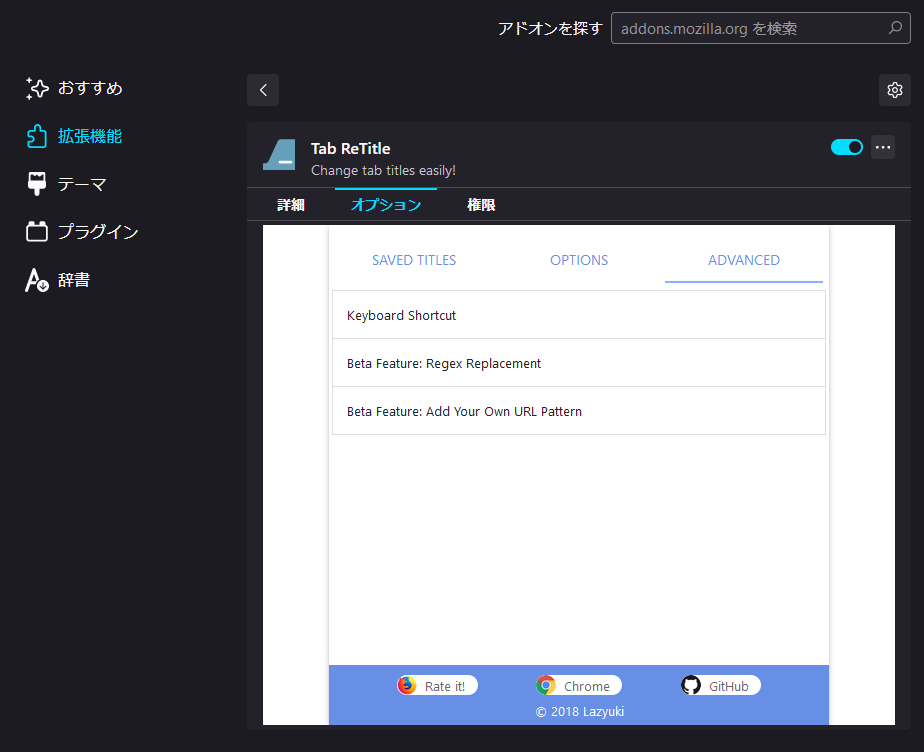 アドオンを探す addons.mozilla.org を検索
おすすめ
拡張機能
テーマ
プラグイン
辞書
Tab ReTitle
Change tab titles easily!
詳細 オプション 権限
SAVED TITLES OPTIONS ADVANCED
Keyboard Shortcut
Beta Feature: Regex Replacement
Beta Feature: Add Your Own URL Pattern
Rate it! Chrome GitHub
© 2018 Lazyuki